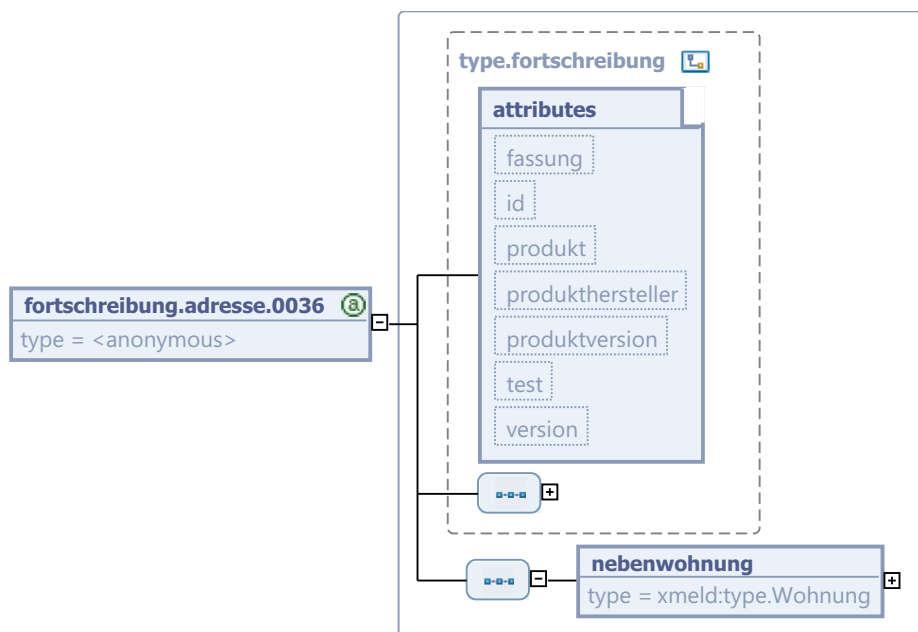 type.fortschreibung
attributes
fassung
id
produkt
produkthersteller
produktversion
test
version
fortschreibung.adresse.0036 @
type = <anonymous>
nebenwohnung
type = xmeld:type.Wohnung